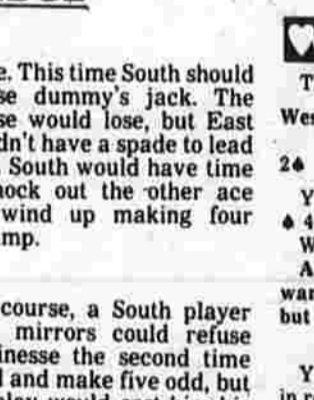 e. This time South should
se dummy's jack. The
se would lose, but East
dn't have a spade to lead
. South would have time
nock out the other ace
wind up making four
mp.
course, a South player
mirrors could refuse
inesse the second time
l and make five odd, but
T
Wes
2♠
Y
♠ 4
W
A
war
but
Y
in r